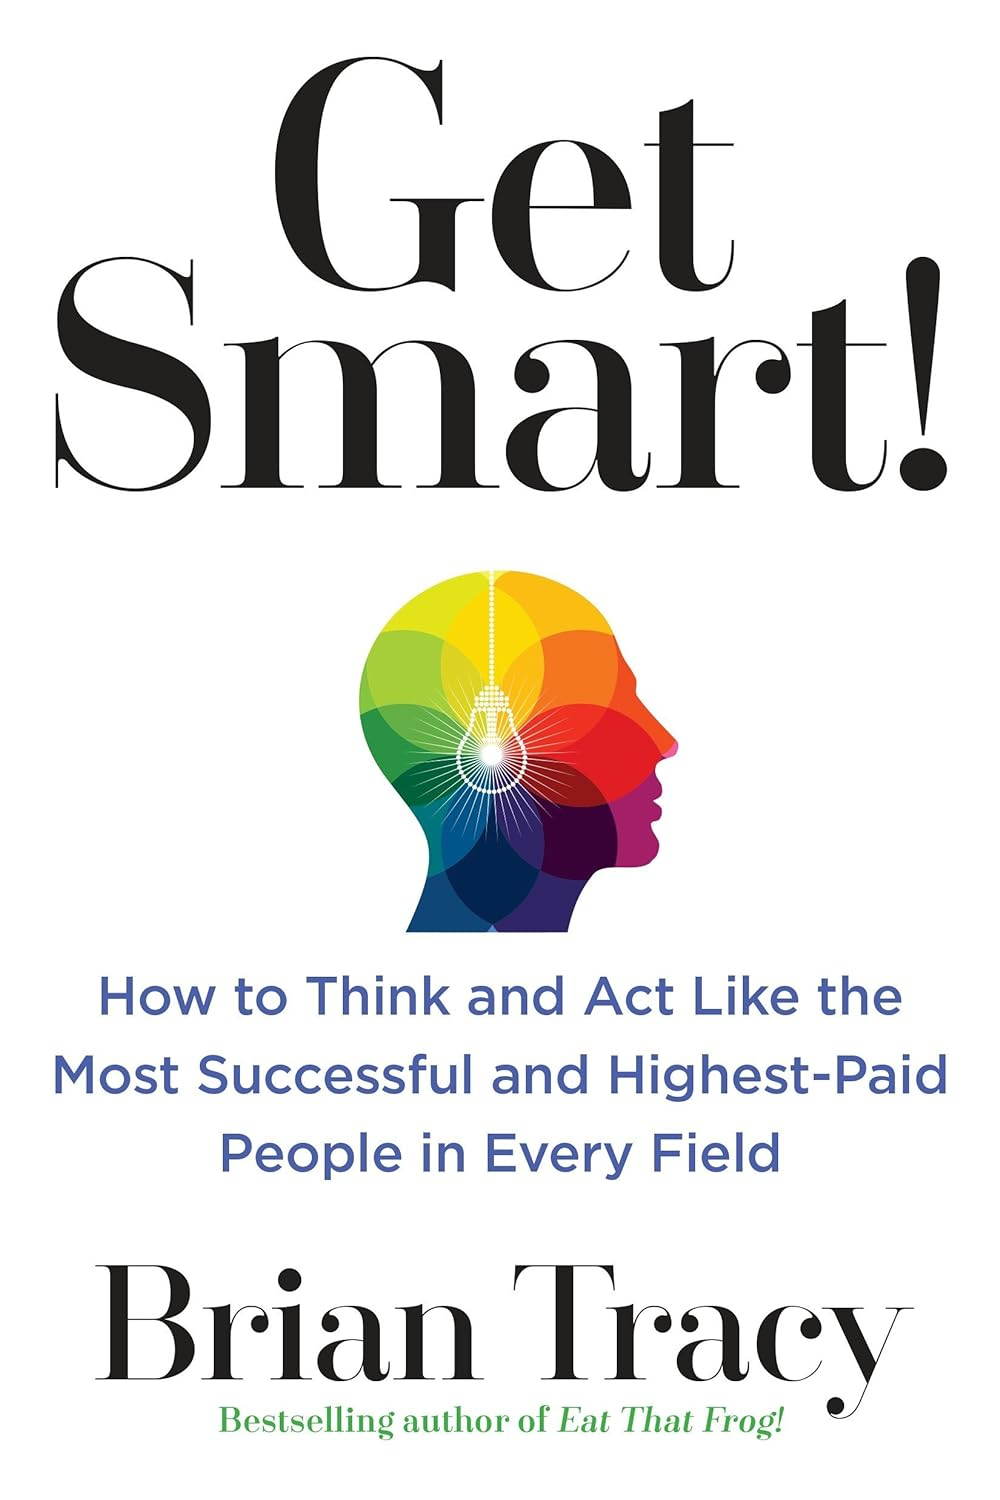 Get
Smart!
How to Think and Act Like the
Most Successful and Highest-Paid
People in Every Field
Brian Tracy
Bestselling author of Eat That Frog!